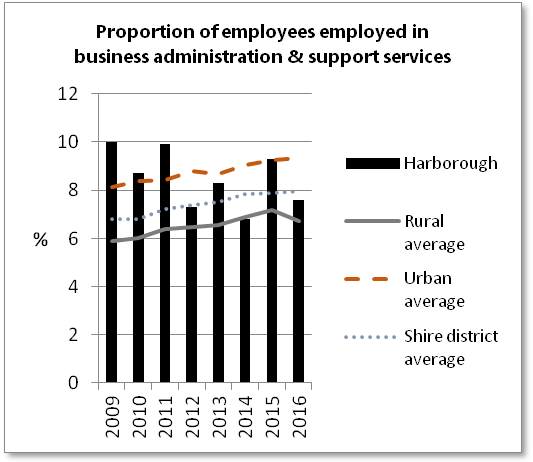 Proportion of employees employed in
business administration & support services
12
10
8
6
4
2
0
%
2009
2010
2011
2012
2013
2014
2015
2016
Harborough
Rural
average
Urban
average
Shire district
average